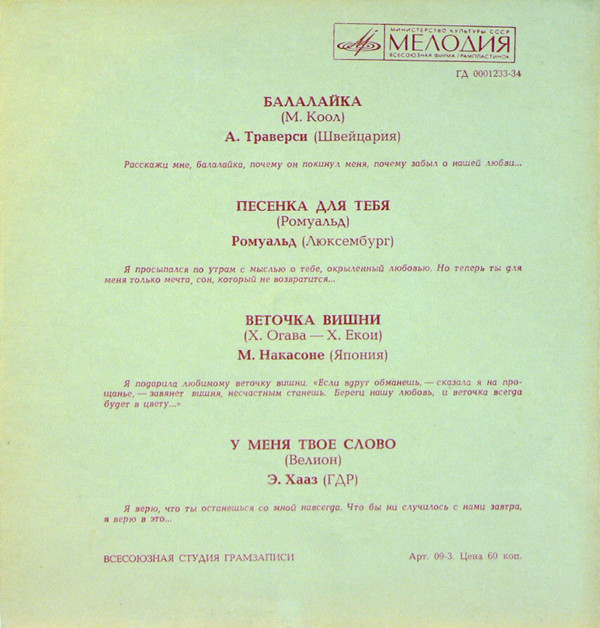 МИНИСТЕРСТВО КУЛЬТУРЫ СССР
МЕЛОДИЯ
ВСЕСОЮЗНАЯ ФИРМА ГРАМПЛАСТИНОК
ГД 0001233-34
БАЛАЛАЙКА
(М. Коол)
А. Траверси (Швейцария)
Расскажи мне, балалайка, почему он покинул меня, почему забыл о нашей любви...
ПЕСЕНКА ДЛЯ ТЕБЯ
(Ромуальд)
Ромуальд (Люксембург)
Я просыпался по утрам с мыслью о тебе, окрыленный любовью. Но теперь ты для
меня только мечта, сон, который не возвратится...
ВЕТОЧКА ВИШНИ
(Х. Огава — Х. Екои)
М. Накасоне (Япония)
Я подарила любимому веточку вишни. «Если вдруг обманешь, — сказала я на про-
щанье, — завянет вишня, несчастным станешь. Береги нашу любовь, и веточка всегда
будет в цвету...»
У МЕНЯ ТВОЕ СЛОВО
(Велион)
Э. Хааз (ГДР)
Я верю, что ты останешься со мной навсегда. Что бы ни случилось с нами завтра,
я верю в это...
ВСЕСОЮЗНАЯ СТУДИЯ ГРАМЗАПИСИ
Арт. 09-3. Цена 60 коп.